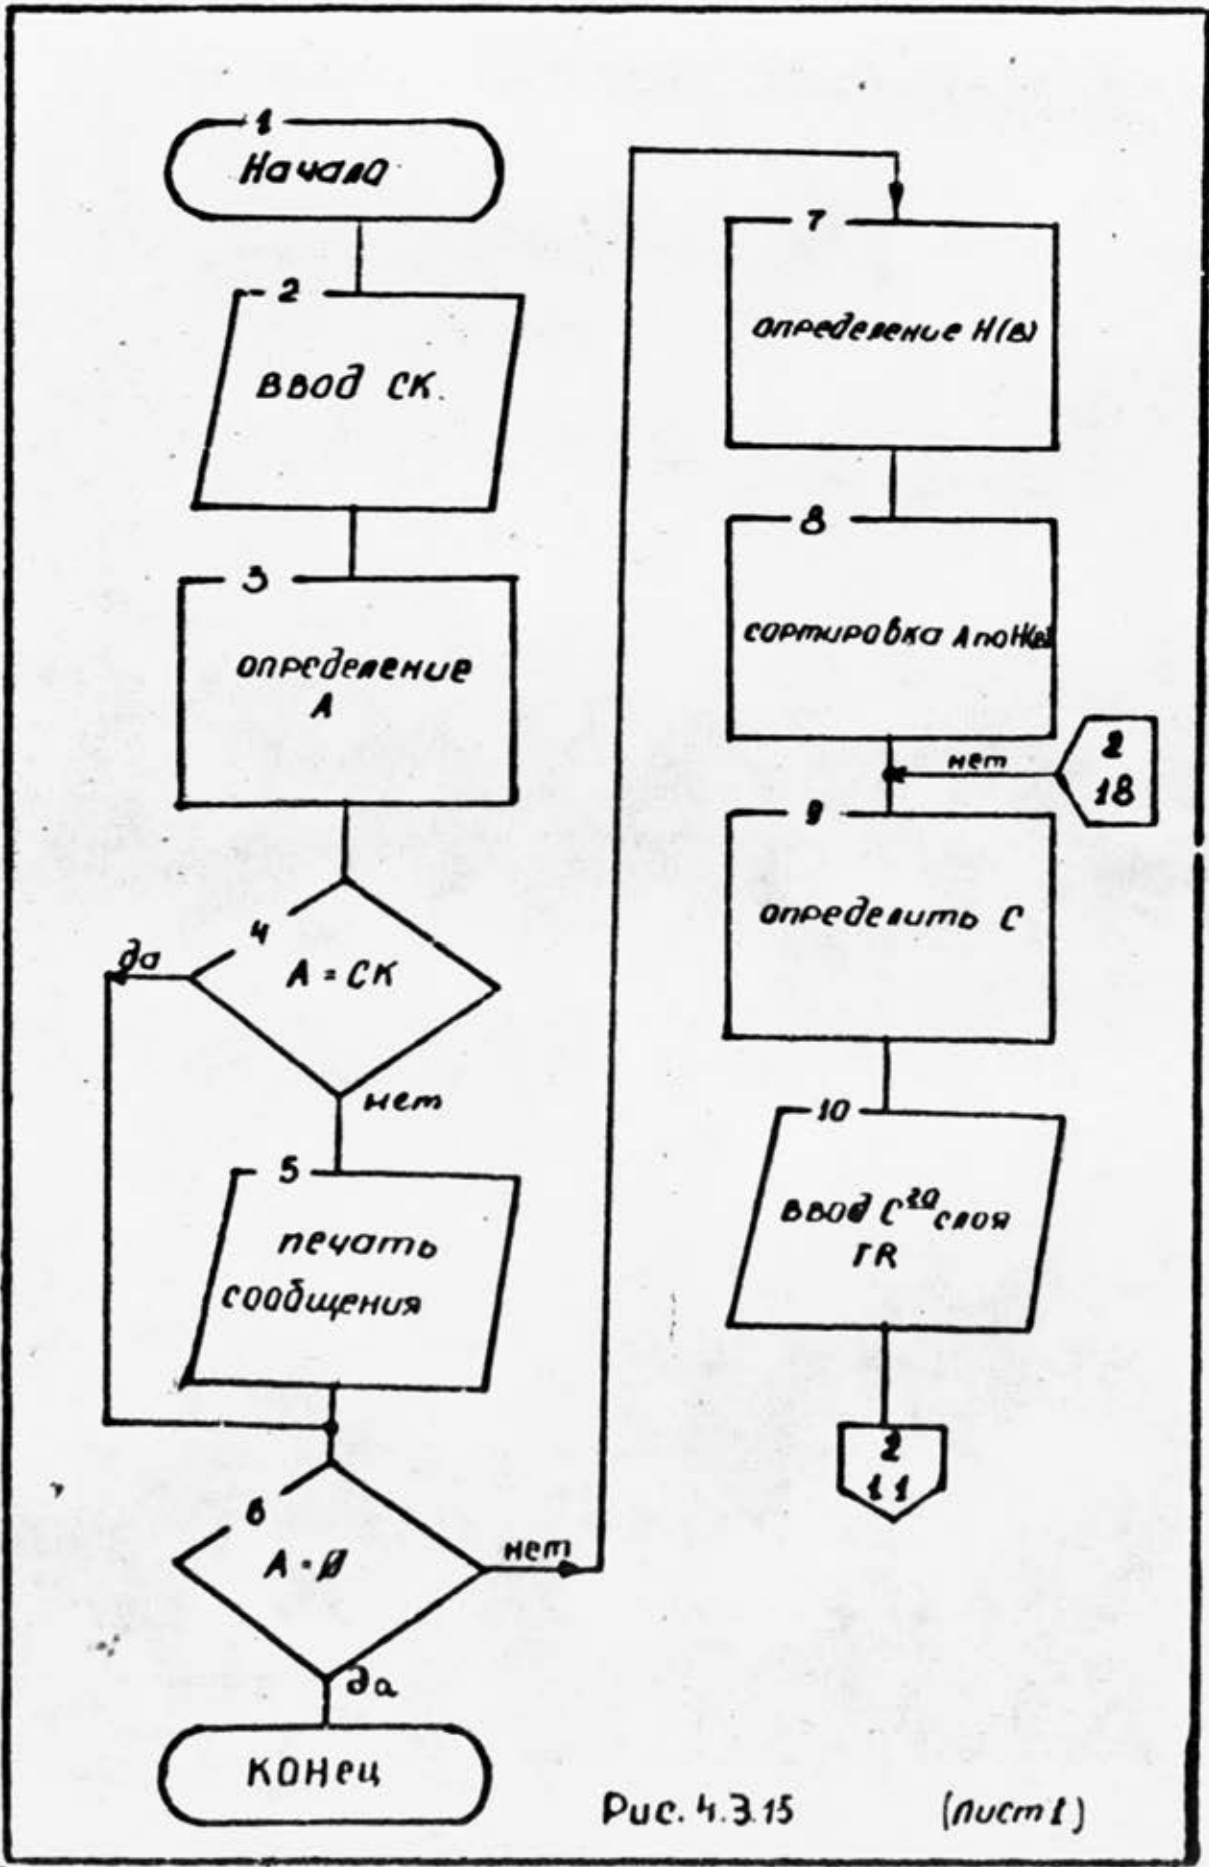 1
Начало
2
ввод СК.
3
определение
А
4
да
А = СК
нет
5
печать
сообщения
6
А = Ø
нет
да
конец
7
определение Н(В)
8
сортировка А по Н(В)
нет
2
18
9
определить С
10
ввод С го слоя
ГR
2
11
Рис. 4.3.15 (лист 1)